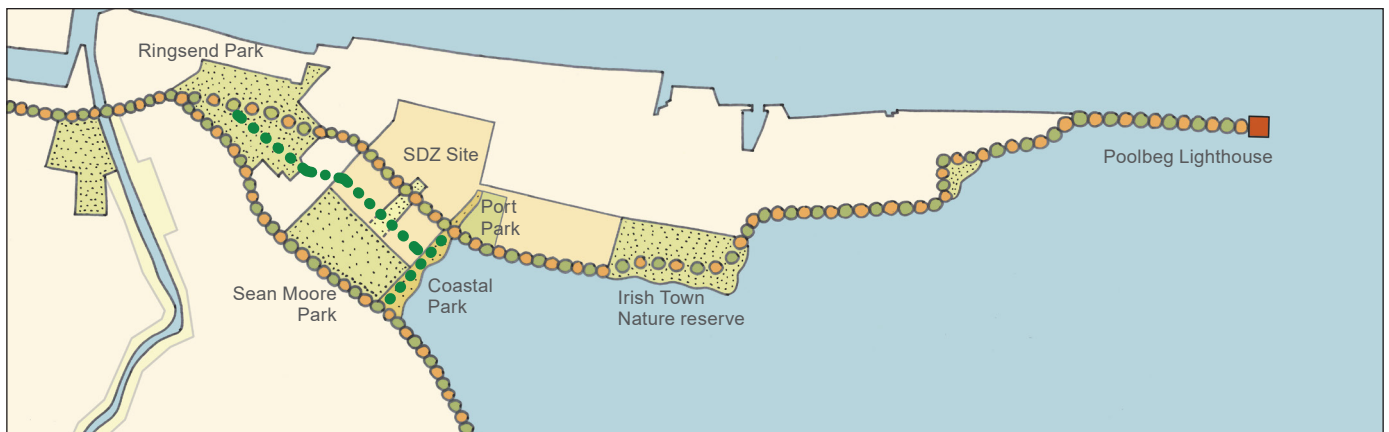 Ringsend Park
SDZ Site
Poolbeg Lighthouse
Port
Park
Sean Moore
Park
Coastal
Park
Irish Town
Nature reserve